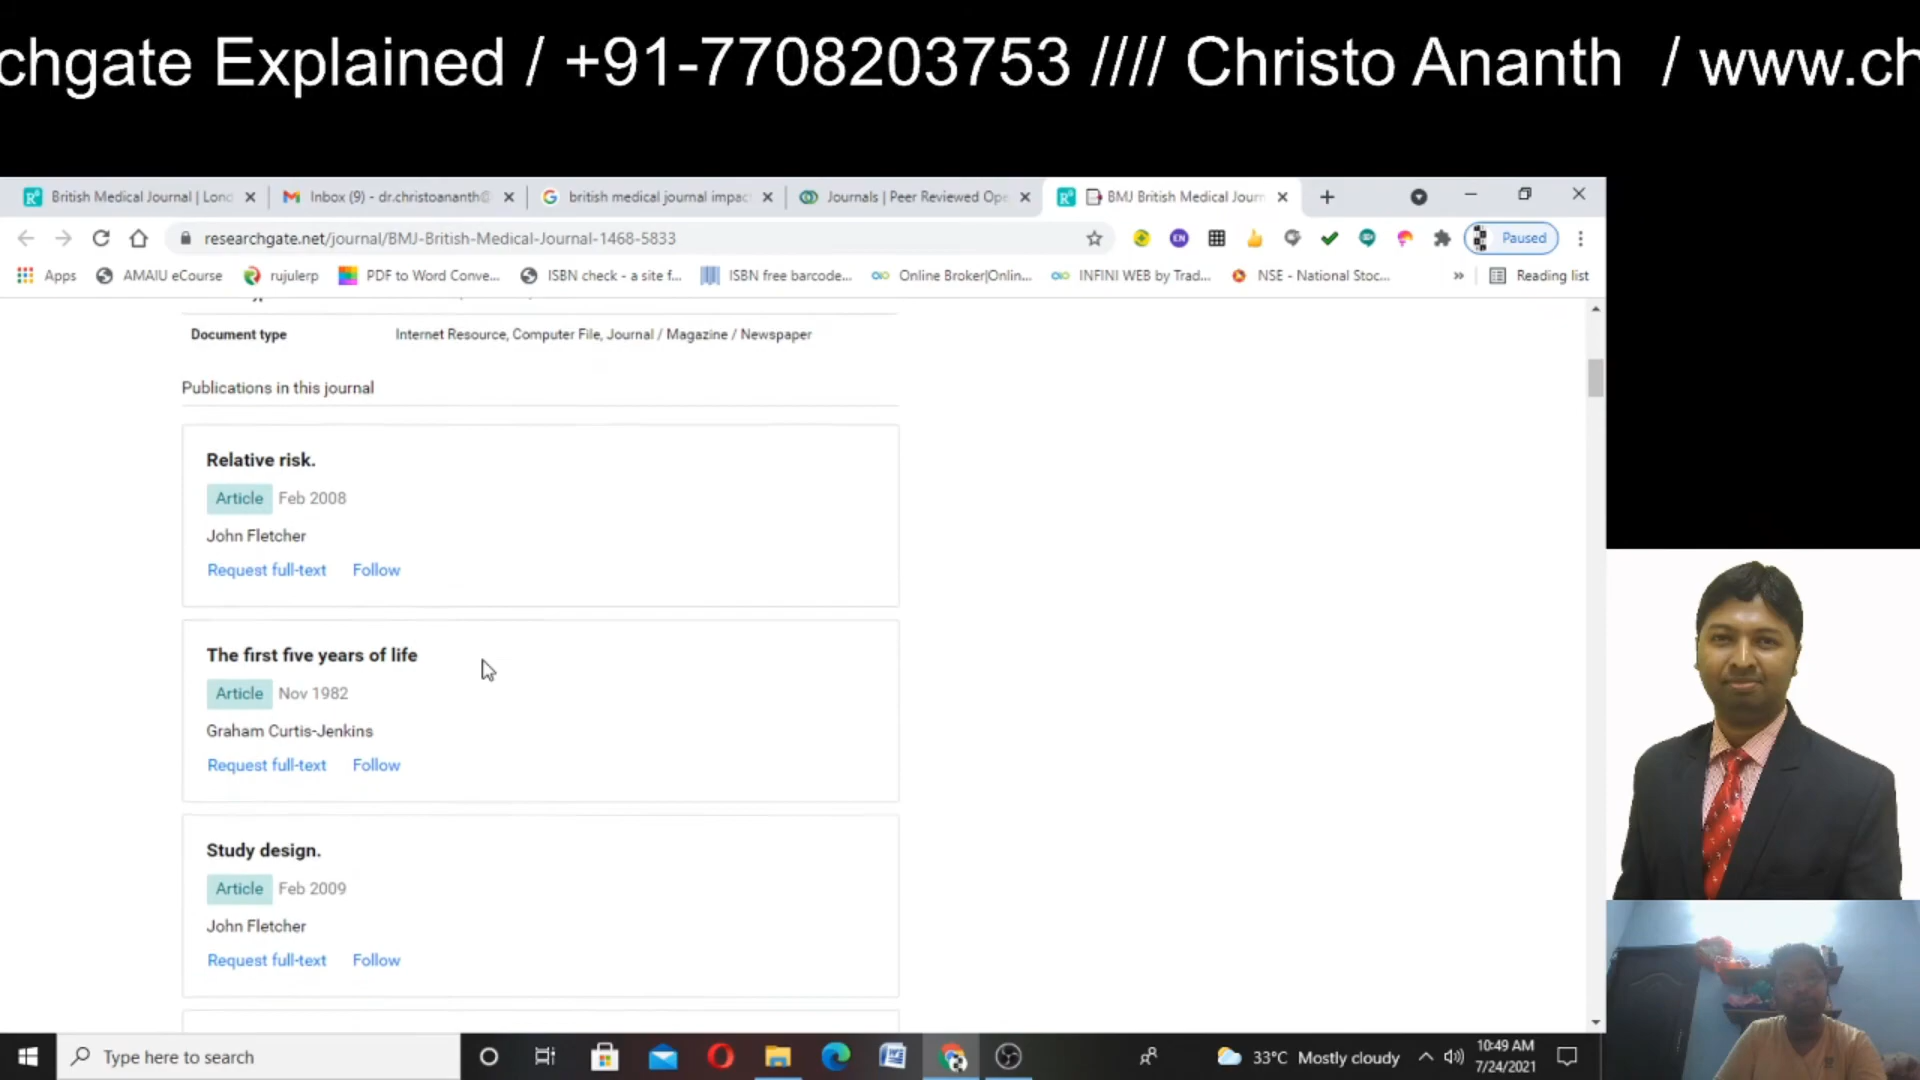 chgate Explained / +91-7708203753 //// Christo Ananth / www.ch
British Medical Journal | Lond
Inbox (9) - dr.christoananth@
british medical journal impac
Journals | Peer Reviewed Ope
BMJ British Medical Journ
researchgate.net/journal/BMJ-British-Medical-Journal-1468-5833
EN
Paused
Apps
AMAIU eCourse
rujulerp
PDF to Word Conve...
ISBN check - a site f...
ISBN free barcode...
Online Broker|Onlin...
INFINI WEB by Trad...
NSE - National Stoc...
»
Reading list
Document type
Internet Resource, Computer File, Journal / Magazine / Newspaper
Publications in this journal
Relative risk.
Article Feb 2008
John Fletcher
Request full-text Follow
The first five years of life
Article Nov 1982
Graham Curtis-Jenkins
Request full-text Follow
Study design.
Article Feb 2009
John Fletcher
Request full-text Follow
Type here to search
33°C Mostly cloudy
10:49 AM
7/24/2021